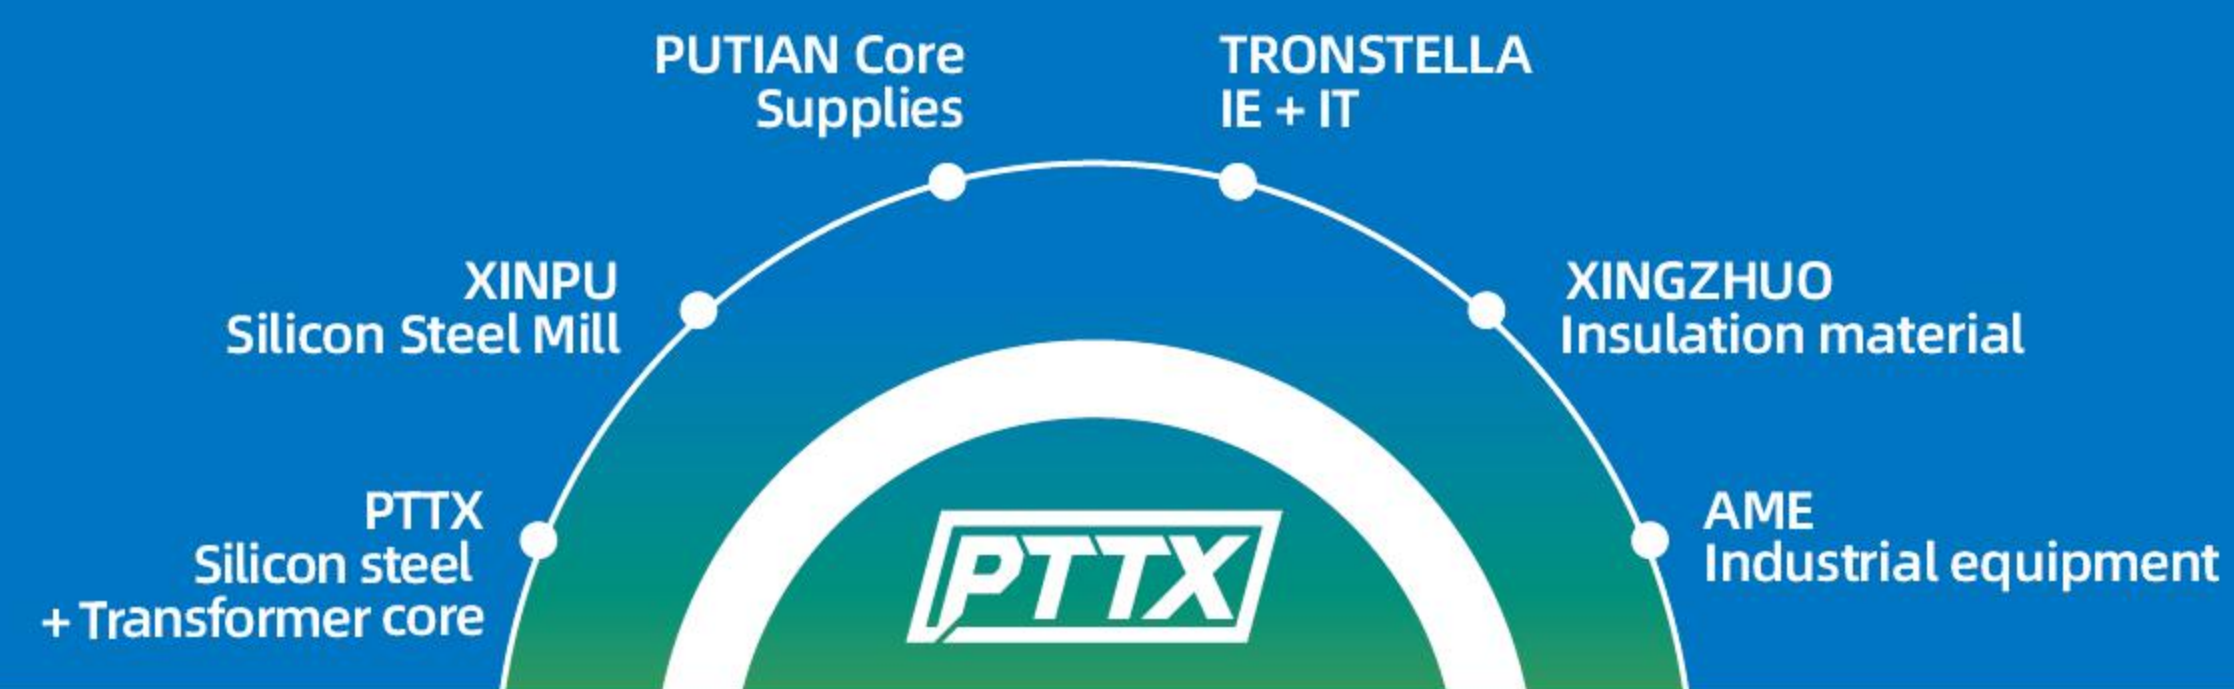 PUTIAN Core
Supplies
TRONSTELLA
IE + IT
XINPU
Silicon Steel Mill
XINGZHUO
Insulation material
PTTX
Silicon steel
+Transformer core
PTTX
AME
Industrial equipment